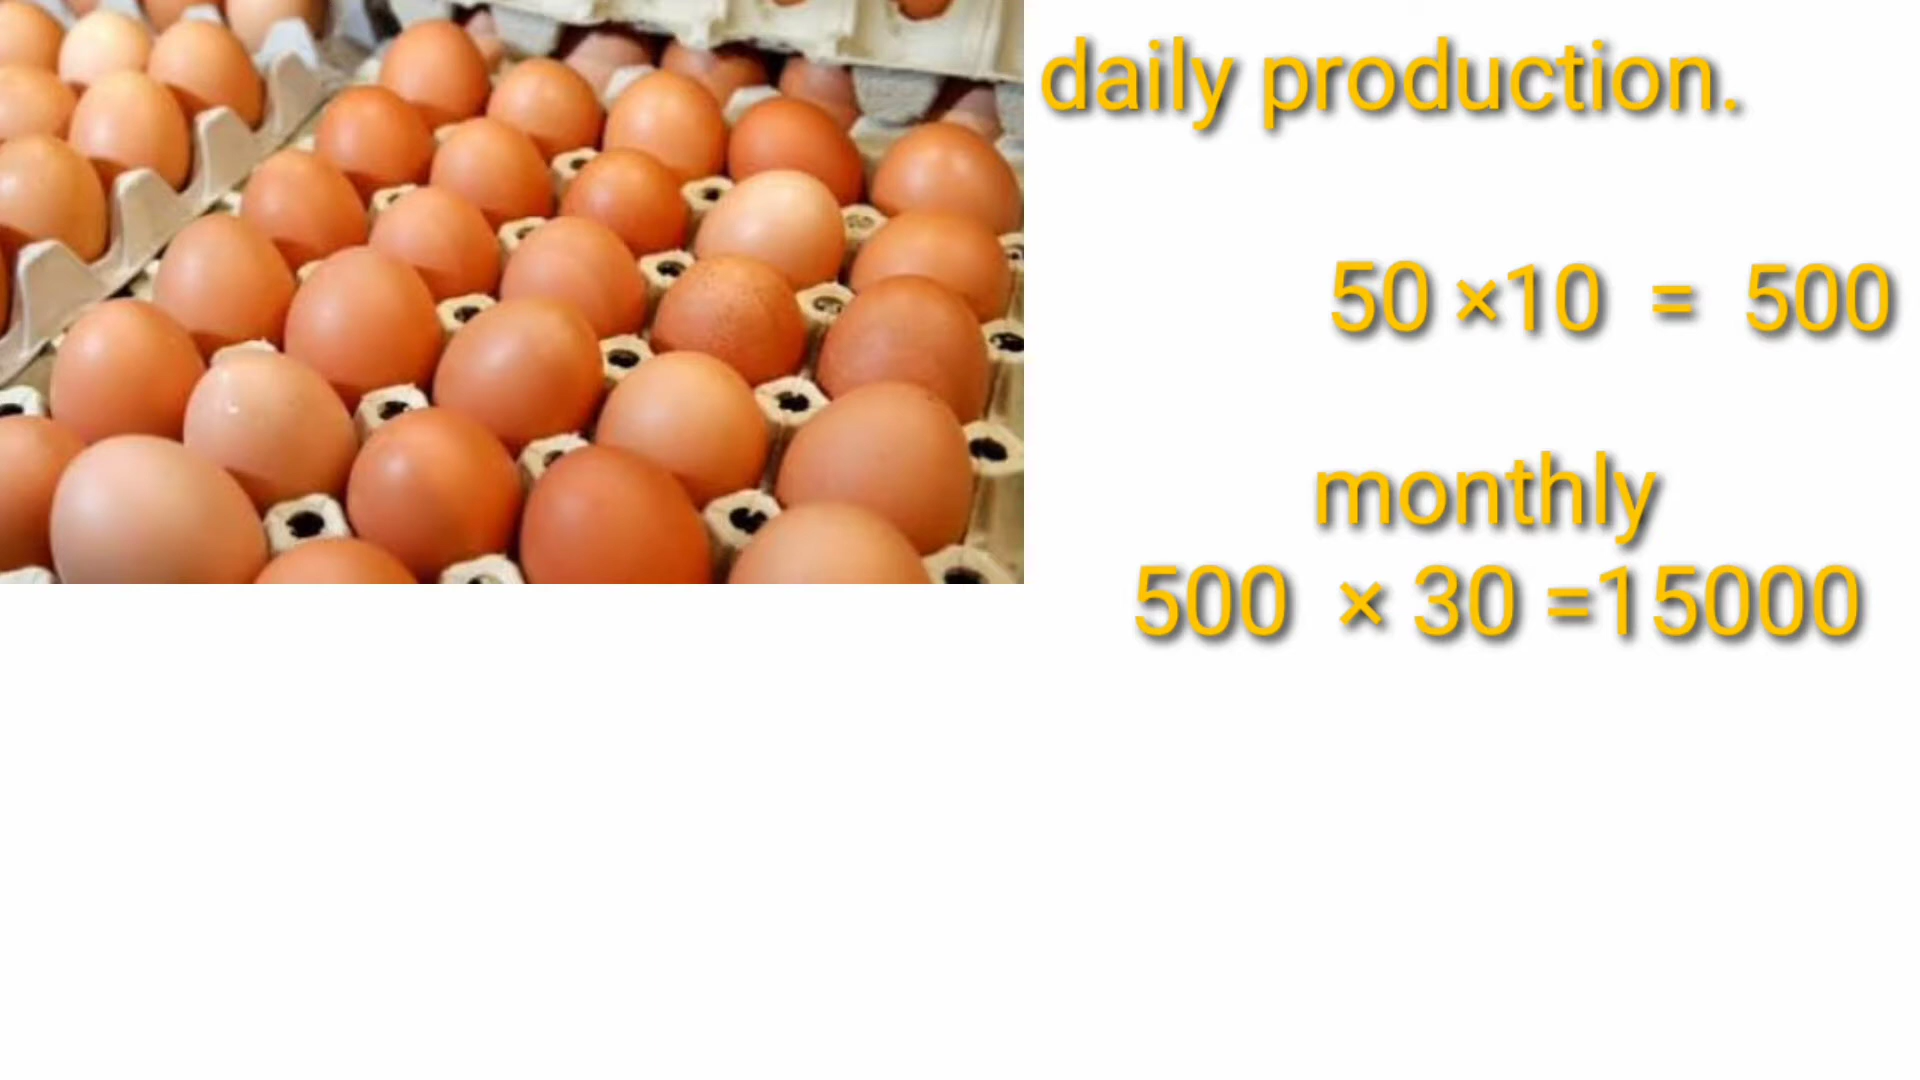 daily production.
50 ×10 = 500
monthly
500 × 30 =15000